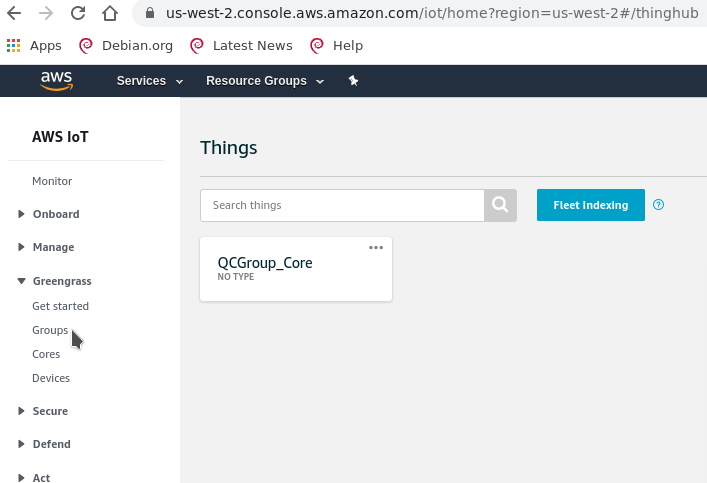 us-west-2.console.aws.amazon.com/iot/home?region=us-west-2#/thinghub
Apps Debian.org Latest News Help
aws Services Resource Groups
AWS IoT
Monitor
Onboard
Manage
Greengrass
Get started
Groups
Cores
Devices
Secure
Defend
Act
Things
Search things Fleet Indexing ?
QCGroup_Core
NO TYPE